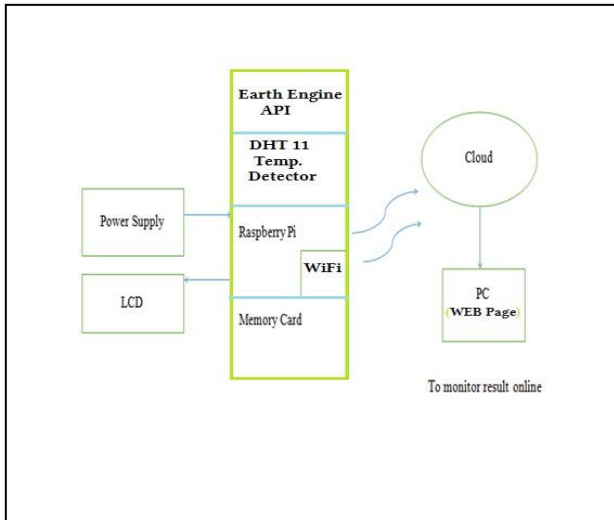 Earth Engine
API
DHT 11
Temp.
Detector
Power Supply
Raspberry Pi
WiFi
LCD
Memory Card
Cloud
PC
(WEB Page)
To monitor result online